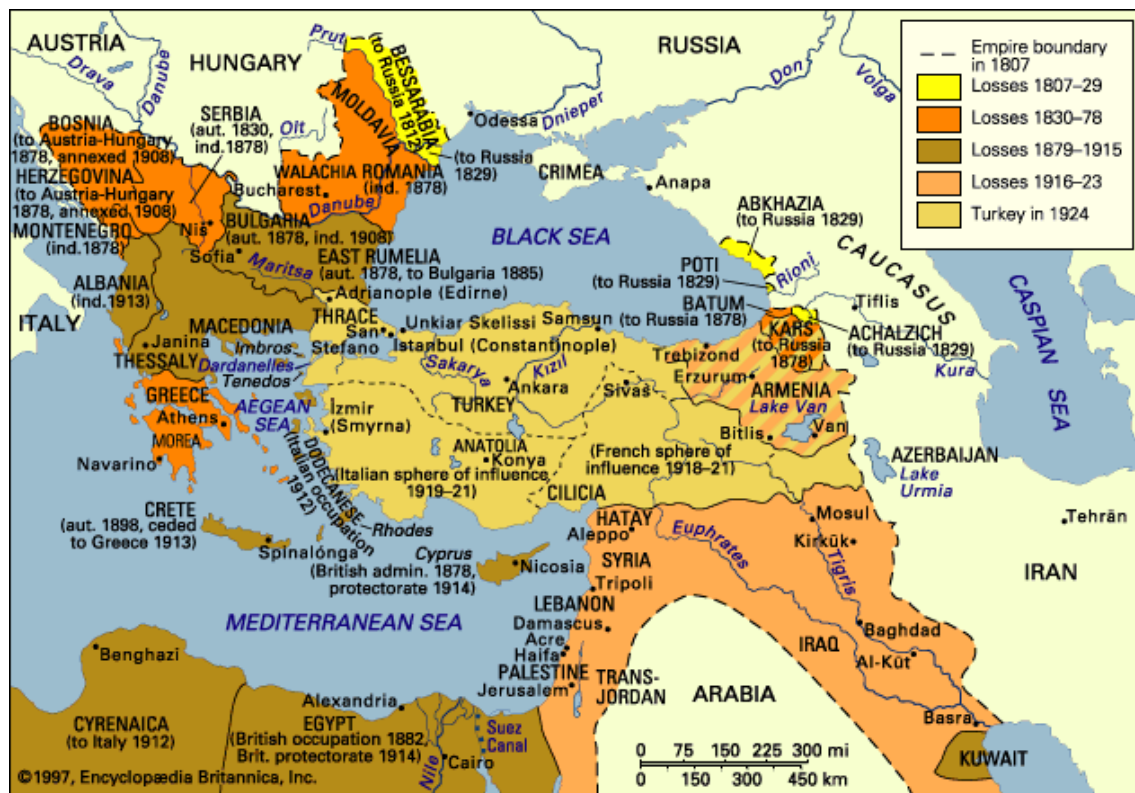 AUSTRIA
Drava
Danube
HUNGARY
Prut
BESSARABIA
(to Russia 1812)
MOLDAVIA
RUSSIA
Don
Volga
Dnieper
Odessa
(to Russia
1829)
CRIMEA
Anapa
Empire boundary
in 1807
Losses 1807–29
Losses 1830–78
Losses 1879–1915
Losses 1916–23
Turkey in 1924
BOSNIA
(to Austria-Hungary
1878, annexed 1908)
HERZEGOVINA
(to Austria-Hungary
1878, annexed 1908)
MONTENEGRO
(ind.1878)
SERBIA
(aut. 1830,
ind.1878)
Niš
Olt
WALACHIA ROMANIA
(ind. 1878)
Bucharest
Danube
BULGARIA
(aut. 1878, ind. 1908)
Sofia
Maritsa
EAST RUMELIA
(aut. 1878, to Bulgaria 1885)
Adrianople (Edirne)
BLACK SEA
ABKHAZIA
(to Russia 1829)
CAUCASUS
POTI
(to Russia 1829)
Rioni
BATUM
(to Russia 1878)
Tiflis
KARS
(to Russia
1878)
ACHALZICH
(to Russia 1829)
Kura
CASPIAN SEA
ITALY
ALBANIA
(ind.1913)
MACEDONIA
Janina
THESSALY
THRACE
San
Stefano
Unkiar Skelissi
Istanbul (Constantinople)
Samsun
Trebizond
Erzurum
ARMENIA
Lake Van
Van
Bitlis
Imbros
Dardanelles
Tenedos
Sakarya
Kızıl
Ankara
Sivas
TURKEY
GREECE
Athens
MOREA
Navarino
AEGEAN
SEA
İzmir
(Smyrna)
ANATOLIA
Konya
(Italian sphere of influence
1919–21)
(French sphere of
influence 1918–21)
CILICIA
DODECANESE
(Italian occupation
1912)
Rhodes
AZERBAIJAN
Lake
Urmia
Tehrān
IRAN
CRETE
(aut. 1898, ceded
to Greece 1913)
Spinalónga
Cyprus
(British admin. 1878,
protectorate 1914)
Nicosia
HATAY
Aleppo
SYRIA
Tripoli
Euphrates
Mosul
Kirkūk
Tigris
MEDITERRANEAN SEA
LEBANON
Damascus
Acre
Haifa
PALESTINE
Jerusalem
TRANS-
JORDAN
IRAQ
Baghdad
Al-Kūt
Basra
KUWAIT
ARABIA
Benghazi
CYRENAICA
(to Italy 1912)
Alexandria
EGYPT
(British occupation 1882,
Brit. protectorate 1914)
Suez
Canal
Nile
Cairo
0 75 150 225 300 mi
0 150 300 450 km
©1997, Encyclopædia Britannica, Inc.